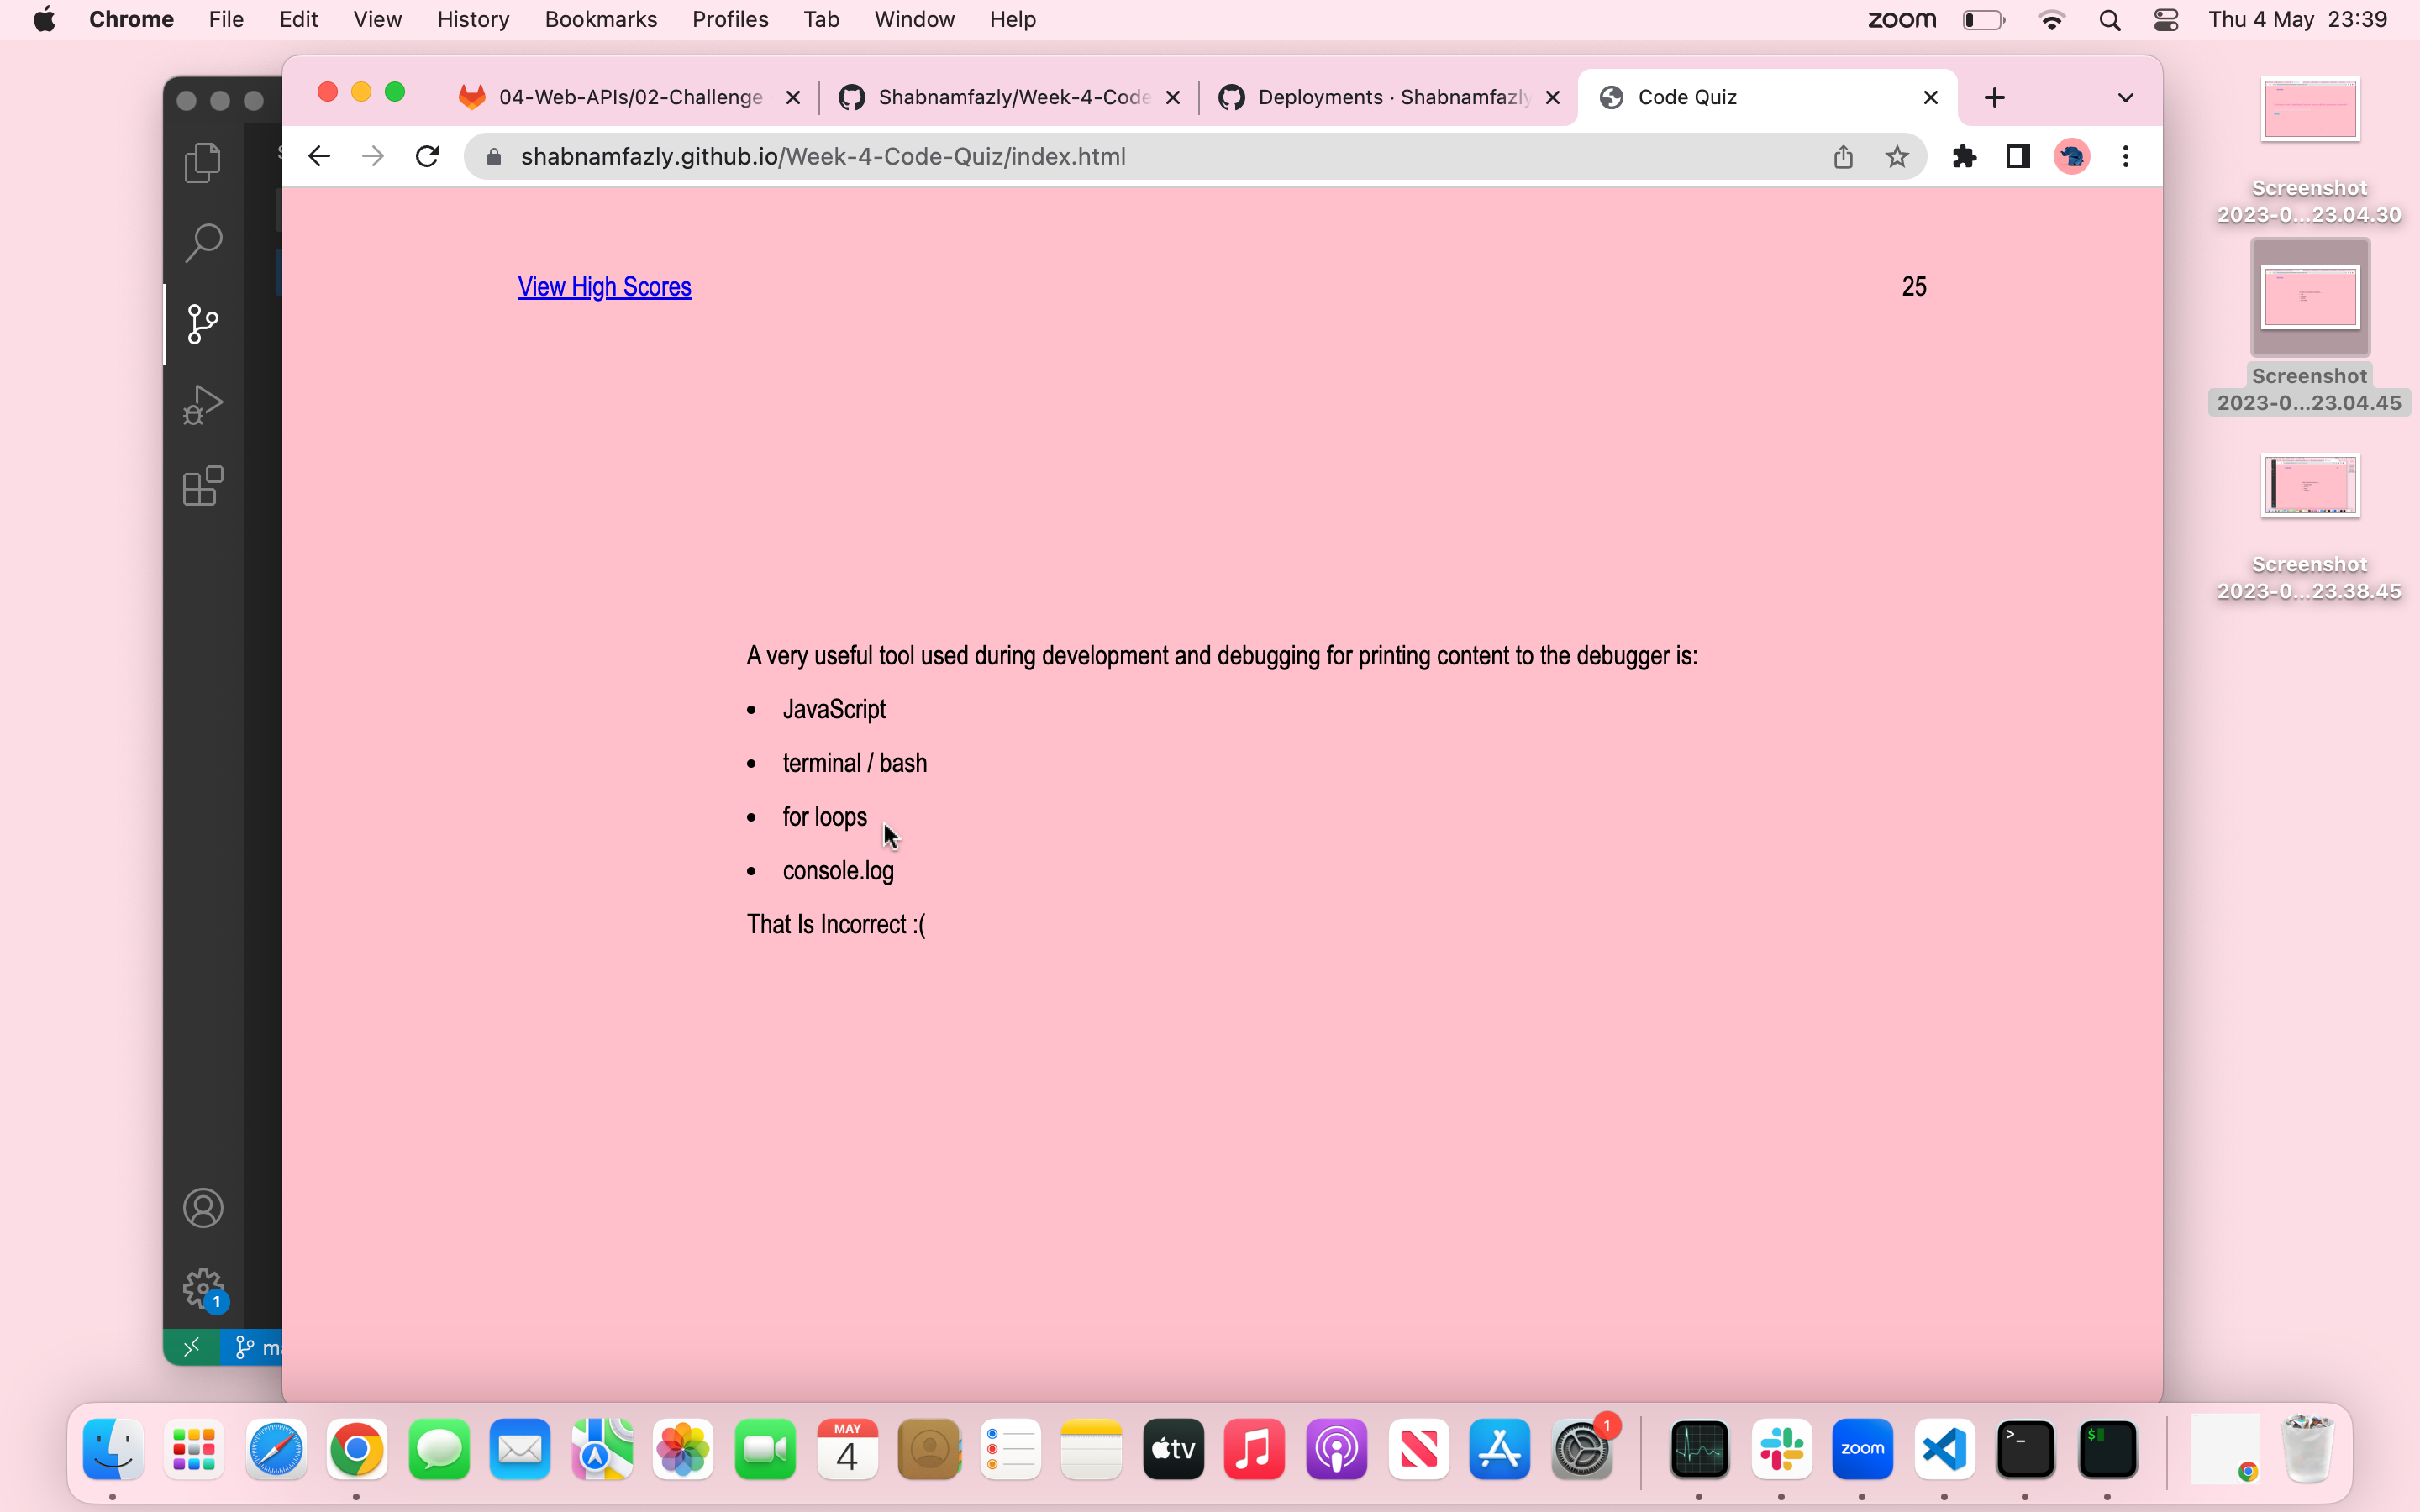 Chrome File Edit View History Bookmarks Profiles Tab Window Help
zoom Thu 4 May 23:39
04-Web-APIs/02-Challenge
Shabnamfazly/Week-4-Code
Deployments · Shabnamfazly
Code Quiz
shabnamfazly.github.io/Week-4-Code-Quiz/index.html
View High Scores
25
A very useful tool used during development and debugging for printing content to the debugger is:
• JavaScript
• terminal / bash
• for loops
• console.log
That Is Incorrect :(
Screenshot
2023-0...23.04.30
Screenshot
2023-0...23.04.45
Screenshot
2023-0...23.38.45
1
MAY
4
tv
1
zoom
>_
$